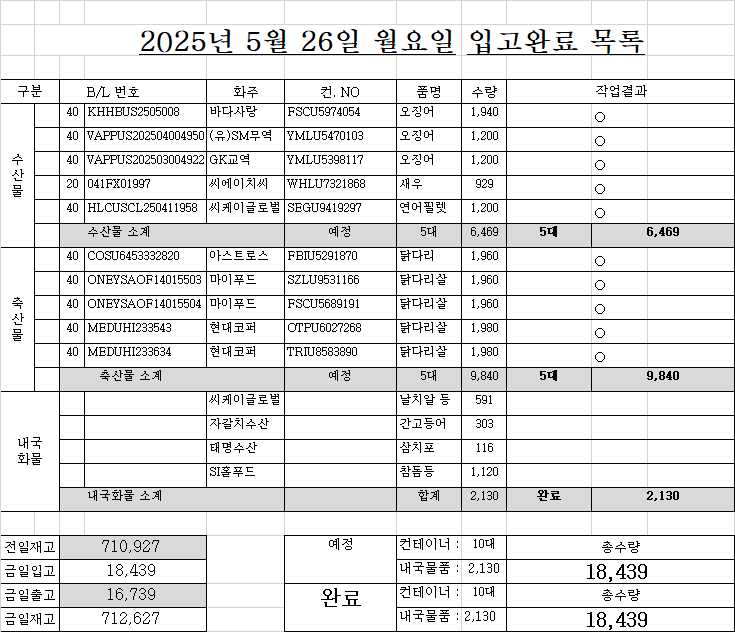 2025년 5월 26일 월요일 입고완료 목록
구분 B/L 번호 화주 컨. NO 품명 수량 작업결과
수산물
40 KHHBUS2505008 바다사랑 FSCU5974054 오징어 1,940 ○
40 VAPPUS202504004950 (유)SM무역 YMLU5470103 오징어 1,200 ○
40 VAPPUS202503004922 GK교역 YMLU5398117 오징어 1,200 ○
20 041FX01997 씨에이치씨 WHLU7321868 새우 929 ○
40 HLCUSCL250411958 씨케이글로벌 SEGU9419297 연어필렛 1,200 ○
수산물 소계 예정 5대 6,469 5대 6,469
축산물
40 COSU6453332820 아스트로스 FBIU5291870 닭다리 1,960 ○
40 ONEYSAOF14015503 마이푸드 SZLU9531166 닭다리살 1,960 ○
40 ONEYSAOF14015504 마이푸드 FSCU5689191 닭다리살 1,960 ○
40 MEDUHI233543 현대코퍼 OTPU6027268 닭다리살 1,980 ○
40 MEDUHI233634 현대코퍼 TRIU8583890 닭다리살 1,980 ○
축산물 소계 예정 5대 9,840 5대 9,840
내국화물
씨케이글로벌 날치알 등 591
자갈치수산 간고등어 303
태명수산 삼치포 116
SI홀푸드 참돔등 1,120
내국화물 소계 합계 2,130 완료 2,130
전일재고 710,927 예정 컨테이너 : 10대 총수량
금일입고 18,439 내국물품 : 2,130 18,439
금일출고 16,739 완료 컨테이너 : 10대 총수량
금일재고 712,627 내국물품 : 2,130 18,439